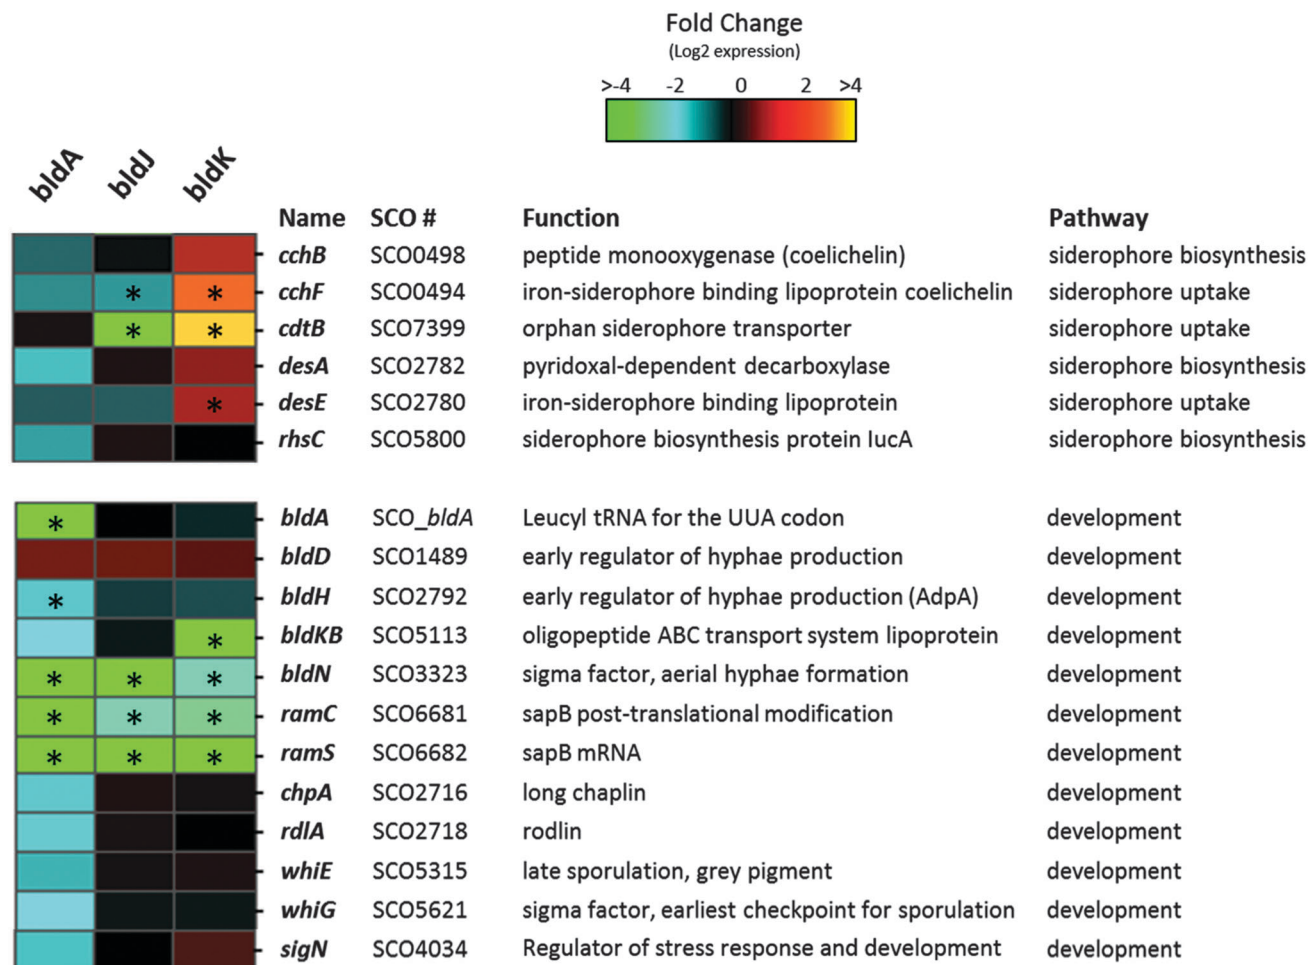 Fold Change
(Log2 expression)
>-4 -2 0 2 >4
bldA bldJ bldK
Name SCO # Function Pathway
cchB SCO0498 peptide monooxygenase (coelichelin) siderophore biosynthesis
* * cchF SCO0494 iron-siderophore binding lipoprotein coelichelin siderophore uptake
* * cdtB SCO7399 orphan siderophore transporter siderophore uptake
desA SCO2782 pyridoxal-dependent decarboxylase siderophore biosynthesis
* desE SCO2780 iron-siderophore binding lipoprotein siderophore uptake
rhsC SCO5800 siderophore biosynthesis protein IucA siderophore biosynthesis
* bldA SCO_bldA Leucyl tRNA for the UUA codon development
bldD SCO1489 early regulator of hyphae production development
* bldH SCO2792 early regulator of hyphae production (AdpA) development
* bldKB SCO5113 oligopeptide ABC transport system lipoprotein development
* * * bldN SCO3323 sigma factor, aerial hyphae formation development
* * * ramC SCO6681 sapB post-translational modification development
* * * ramS SCO6682 sapB mRNA development
chpA SCO2716 long chaplin development
rdlA SCO2718 rodlin development
whiE SCO5315 late sporulation, grey pigment development
whiG SCO5621 sigma factor, earliest checkpoint for sporulation development
sigN SCO4034 Regulator of stress response and development development